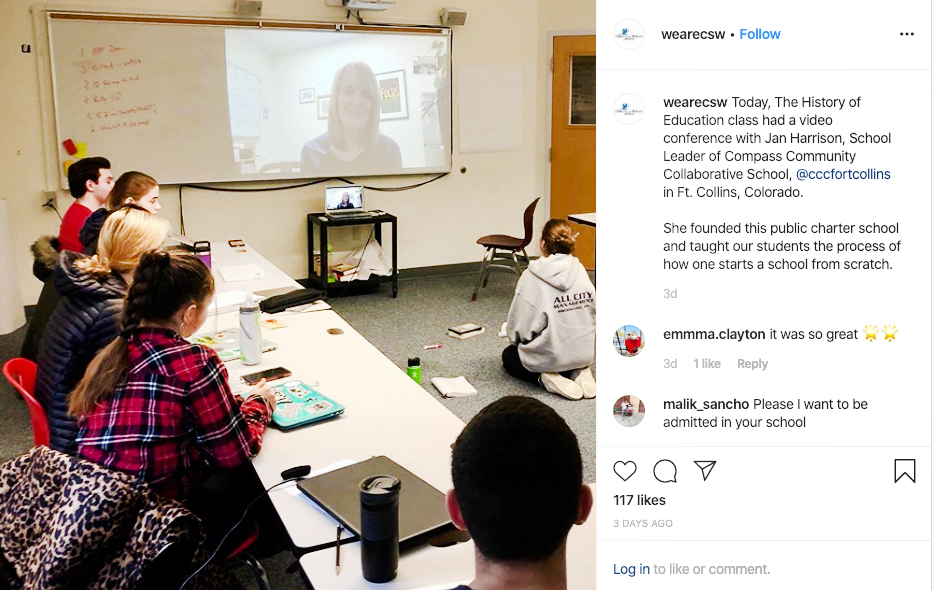 FOCUS
ALL CITY
MANAGEMENT
wearecsw • Follow
wearecsw Today, The History of
Education class had a video
conference with Jan Harrison, School
Leader of Compass Community
Collaborative School, @cccfortcollins
in Ft. Collins, Colorado.
She founded this public charter school
and taught our students the process of
how one starts a school from scratch.
3d
emmma.clayton it was so great 🌟🌟
3d 1 like Reply
malik_sancho Please I want to be
admitted in your school
117 likes
3 DAYS AGO
Log in to like or comment.